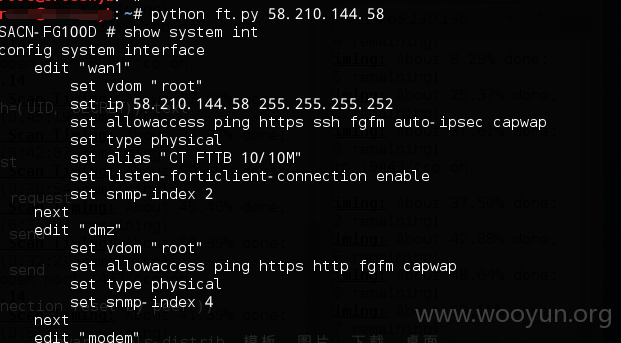 :~# python ft.py 58.210.144.58
SACN-FG100D # show system int
config system interface
edit "wan1"
set vdom "root"
set ip 58.210.144.58 255.255.255.252
set allowaccess ping https ssh fgfm auto-ipsec capwap
set type physical
set alias "CT FTTB 10/10M"
set listen-forticlient-connection enable
set snmp-index 2
next
edit "dmz"
set vdom "root"
set allowaccess ping https http fgfm capwap
set type physical
set snmp-index 4
next
edit "modem"
www.wooyun.org